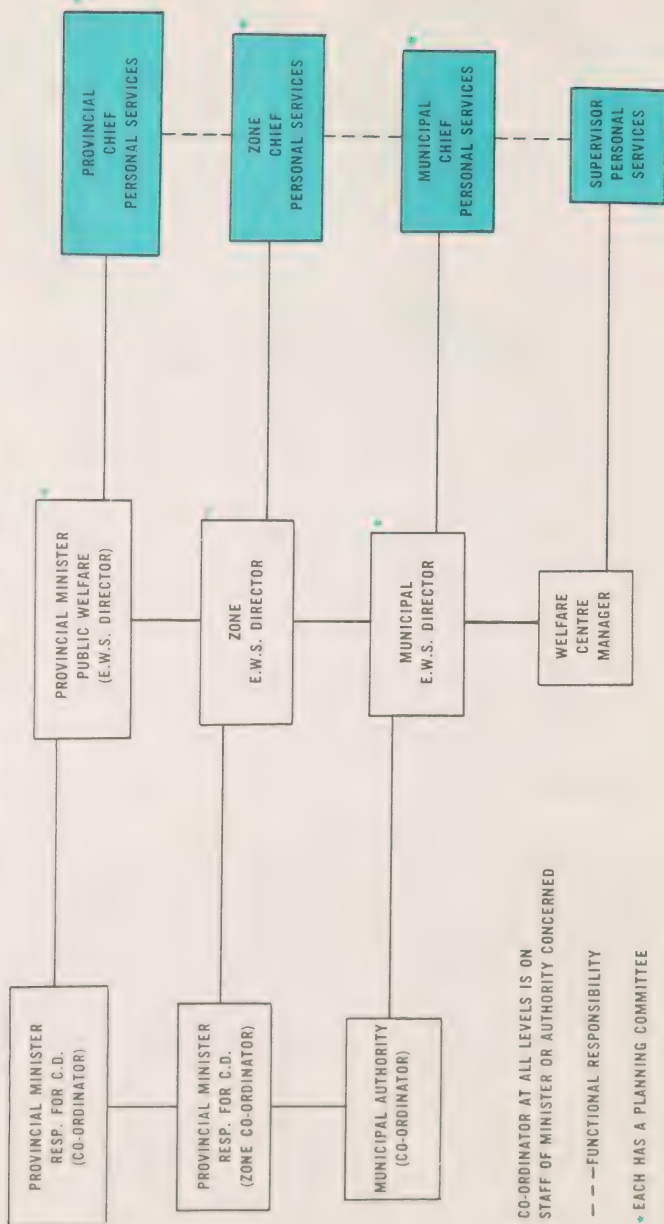 PROVINCIAL MINISTER
RESP. FOR C.D.
(CO-ORDINATOR)
PROVINCIAL MINISTER
PUBLIC WELFARE
(E.W.S. DIRECTOR)
*
PROVINCIAL
CHIEF
PERSONAL SERVICES
*
PROVINCIAL MINISTER
RESP. FOR C.D.
(ZONE CO-ORDINATOR)
ZONE
E.W.S. DIRECTOR
*
ZONE
CHIEF
PERSONAL SERVICES
*
MUNICIPAL AUTHORITY
(CO-ORDINATOR)
MUNICIPAL
E.W.S. DIRECTOR
*
MUNICIPAL
CHIEF
PERSONAL SERVICES
*
WELFARE
CENTRE
MANAGER
SUPERVISOR
PERSONAL
SERVICES
CO-ORDINATOR AT ALL LEVELS IS ON
STAFF OF MINISTER OR AUTHORITY CONCERNED
– – –FUNCTIONAL RESPONSIBILITY
* EACH HAS A PLANNING COMMITTEE